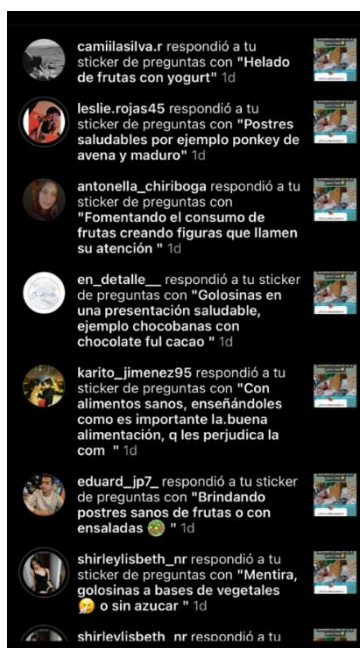 camiilasilva.r respondió a tu
sticker de preguntas con "Helado
de frutas con yogurt" 1d
leslie.rojas45 respondió a tu
sticker de preguntas con "Postres
saludables por ejemplo ponkey de
avena y maduro" 1d
antonella_chiriboga respondió a tu
sticker de preguntas con
"Fomentando el consumo de
frutas creando figuras que llamen
su atención " 1d
en_detalle__ respondió a tu sticker
de preguntas con "Golosinas en
una presentación saludable,
ejemplo chocobanas con
chocolate ful cacao " 1d
karito_jimenez95 respondió a tu
sticker de preguntas con "Con
alimentos sanos, enseñándoles
como es importante la.buena
alimentación, q les perjudica la
com " 1d
eduard_jp7_ respondió a tu sticker
de preguntas con "Brindando
postres sanos de frutas o con
ensaladas 🥗 " 1d
shirleylisbeth_nr respondió a tu
sticker de preguntas con "Mentira,
golosinas a bases de vegetales
🤧 o sin azucar " 1d
shirleylisbeth_nr respondió a tu